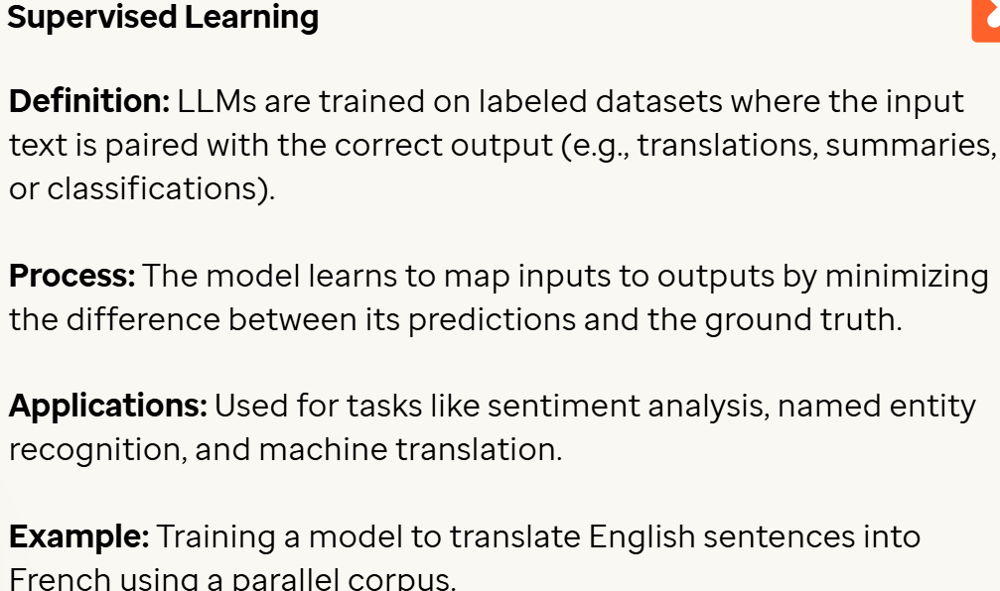 Supervised Learning
Definition: LLMs are trained on labeled datasets where the input
text is paired with the correct output (e.g., translations, summaries,
or classifications).
Process: The model learns to map inputs to outputs by minimizing
the difference between its predictions and the ground truth.
Applications: Used for tasks like sentiment analysis, named entity
recognition, and machine translation.
Example: Training a model to translate English sentences into
French using a parallel corpus.